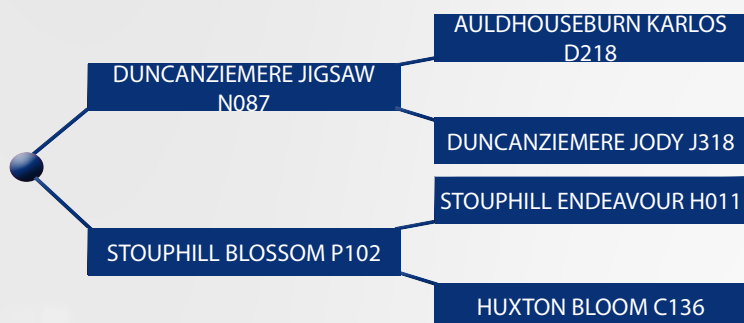 AULDHOUSEBURN KARLOS
D218
DUNCANZIEMERE JIGSAW
N087
DUNCANZIEMERE JODY J318
STOUPHILL ENDEAVOUR H011
STOUPHILL BLOSSOM P102
HUXTON BLOOM C136